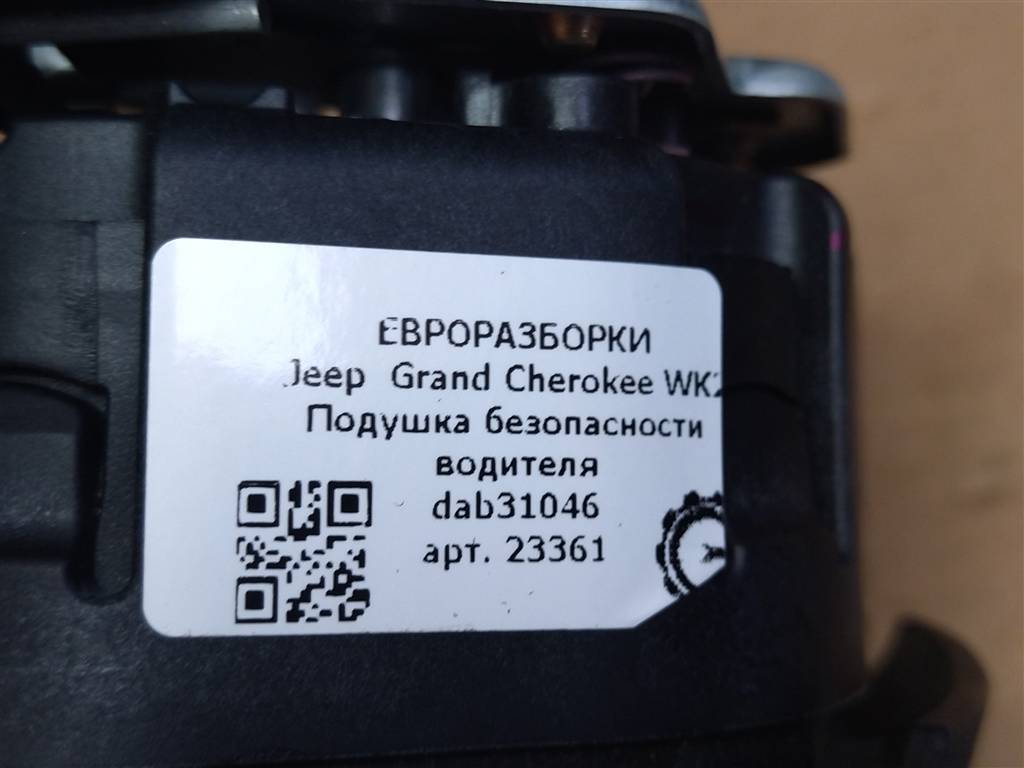 ЕВРОРАЗБОРКИ
Jeep Grand Cherokee WK2
Подушка безопасности
водителя
dab31046
арт. 23361